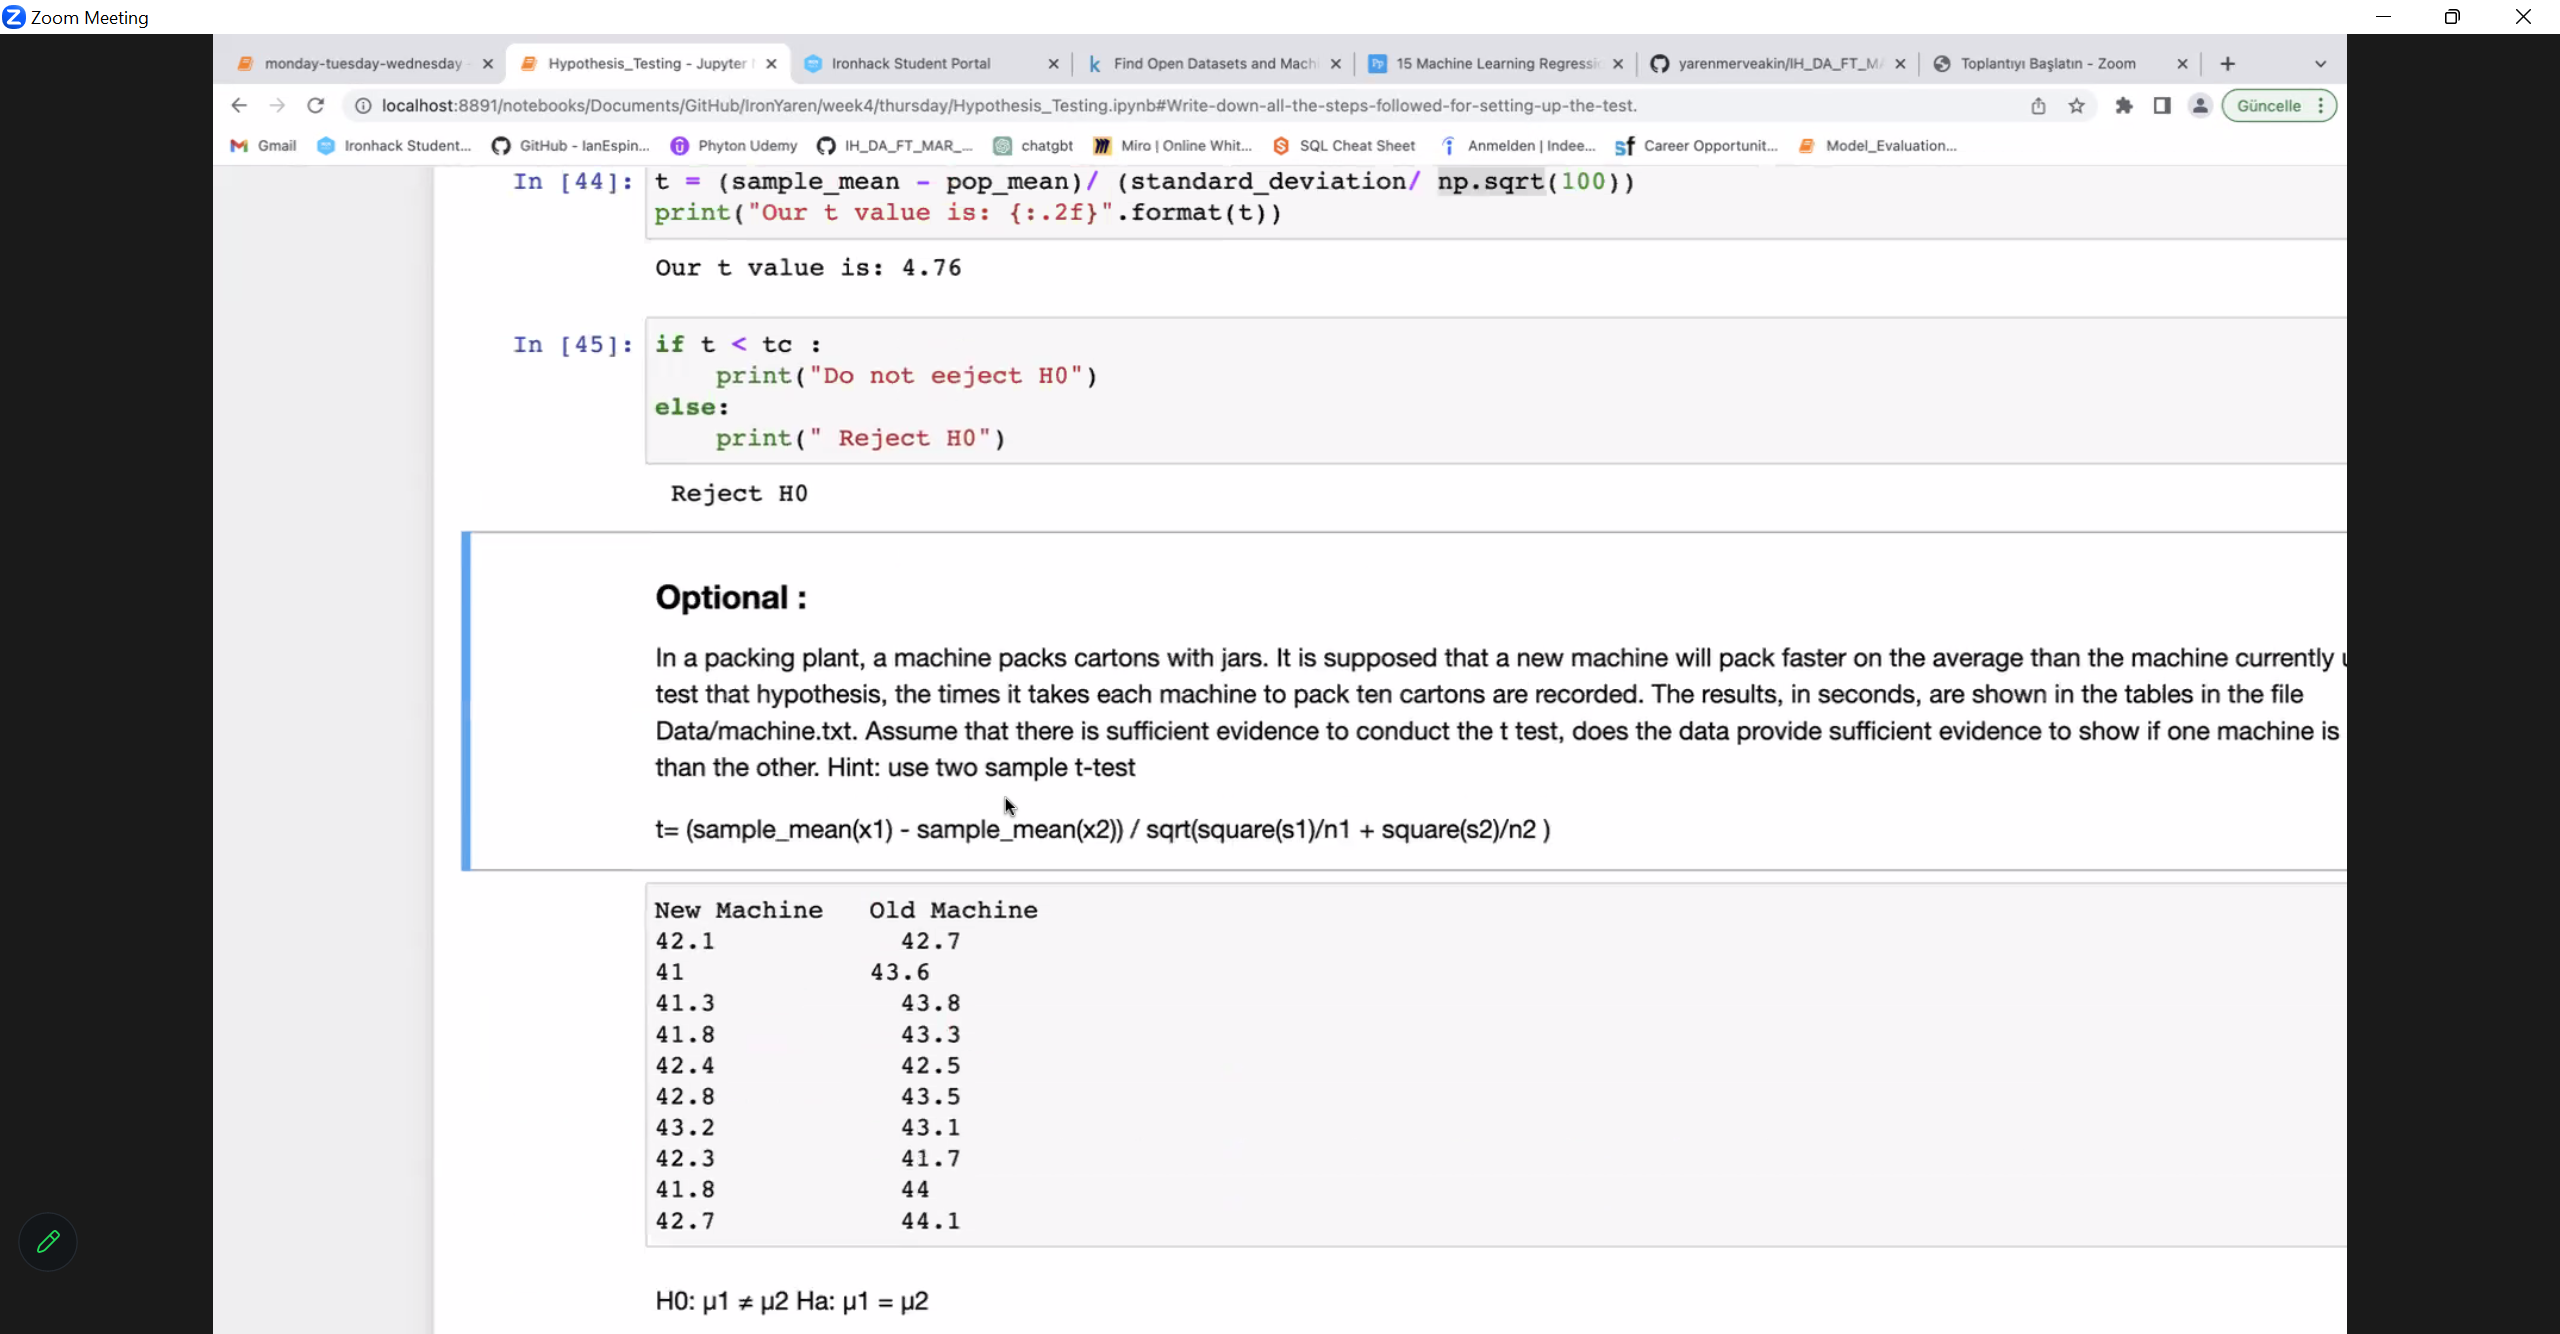 Zoom Meeting
monday-tuesday-wednesday
Hypothesis_Testing - Jupyter
Ironhack Student Portal
Find Open Datasets and Machi
15 Machine Learning Regressi
yarenmerveakin/IH_DA_FT_MA
Toplantıyı Başlatın - Zoom
localhost:8891/notebooks/Documents/GitHub/IronYaren/week4/thursday/Hypothesis_Testing.ipynb#Write-down-all-the-steps-followed-for-setting-up-the-test.
Güncelle
Gmail
Ironhack Student...
GitHub - IanEspin...
Phyton Udemy
IH_DA_FT_MAR_...
chatgbt
Miro | Online Whit...
SQL Cheat Sheet
Anmelden | Indee...
Career Opportunit...
Model_Evaluation...
In [44]: t = (sample_mean - pop_mean)/ (standard_deviation/ np.sqrt(100))
print("Our t value is: {:.2f}".format(t))
Our t value is: 4.76
In [45]: if t < tc :
print("Do not eeject H0")
else:
print(" Reject H0")
Reject H0
Optional :
In a packing plant, a machine packs cartons with jars. It is supposed that a new machine will pack faster on the average than the machine currently
test that hypothesis, the times it takes each machine to pack ten cartons are recorded. The results, in seconds, are shown in the tables in the file
Data/machine.txt. Assume that there is sufficient evidence to conduct the t test, does the data provide sufficient evidence to show if one machine is
than the other. Hint: use two sample t-test
t= (sample_mean(x1) - sample_mean(x2)) / sqrt(square(s1)/n1 + square(s2)/n2 )
New Machine Old Machine
42.1 42.7
41 43.6
41.3 43.8
41.8 43.3
42.4 42.5
42.8 43.5
43.2 43.1
42.3 41.7
41.8 44
42.7 44.1
H0: μ1 ≠ μ2 Ha: μ1 = μ2